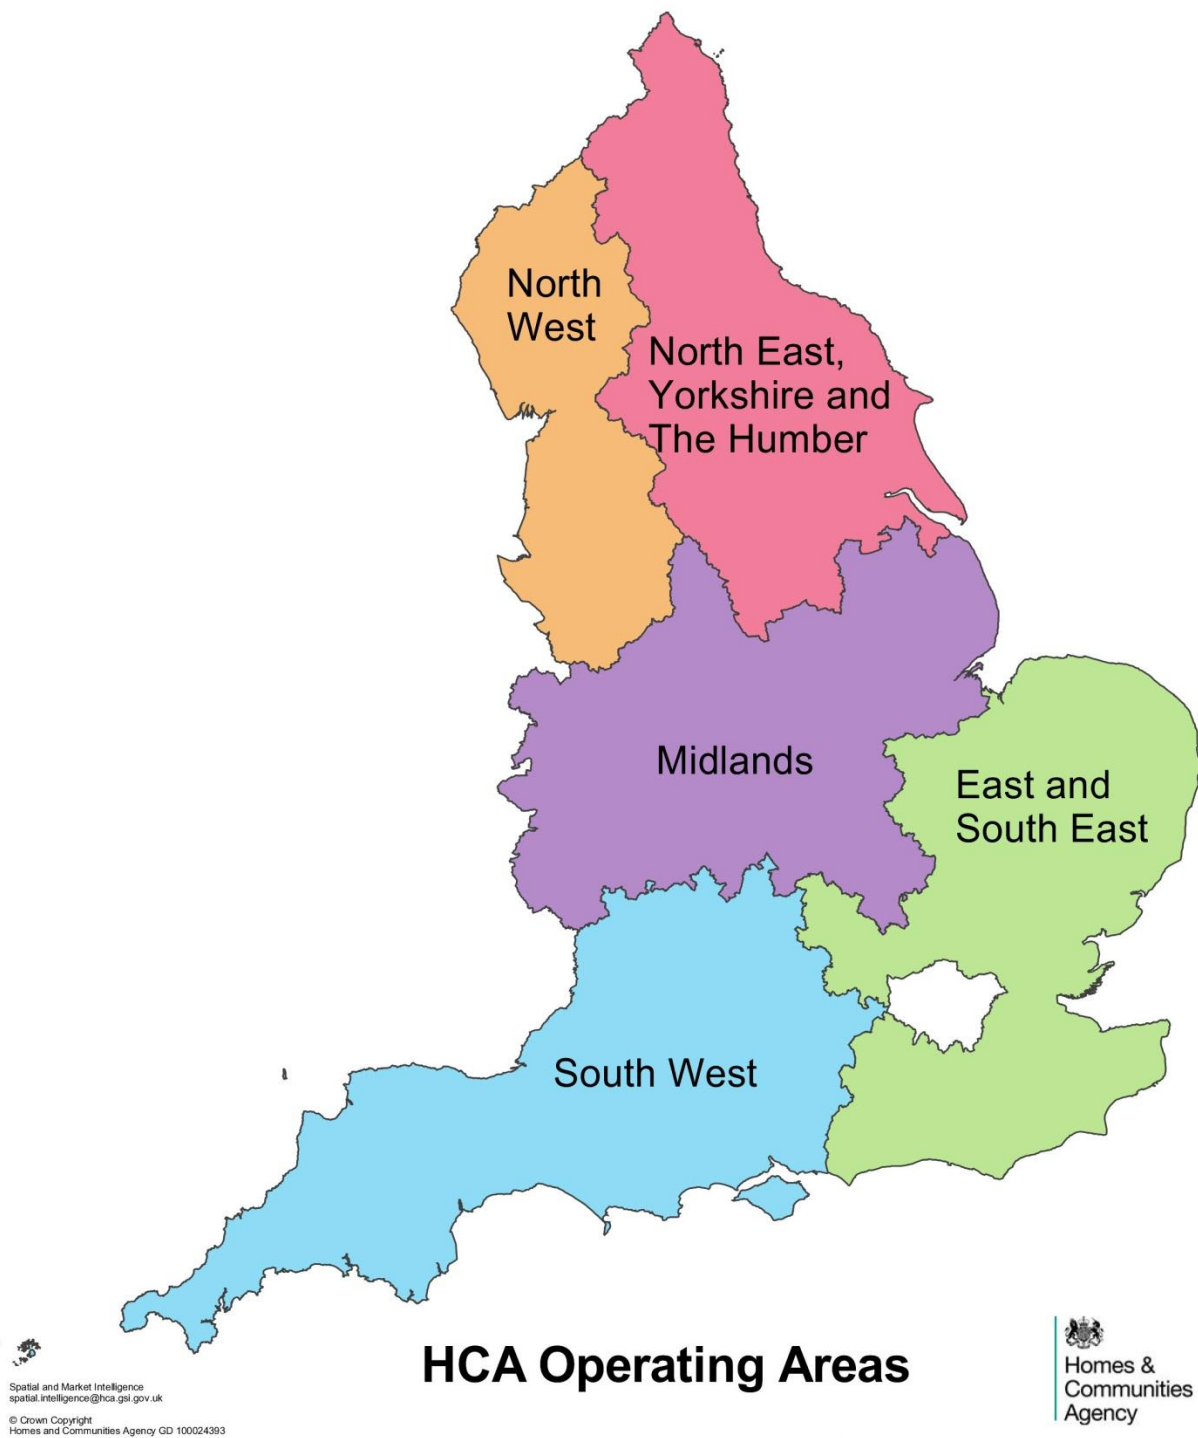 North
West
North East,
Yorkshire and
The Humber
Midlands
East and
South East
South West
HCA Operating Areas
Homes &
Communities
Agency
Spatial and Market Intelligence
spatial.intelligence@hca.gsi.gov.uk
© Crown Copyright
Homes and Communities Agency GD 100024393